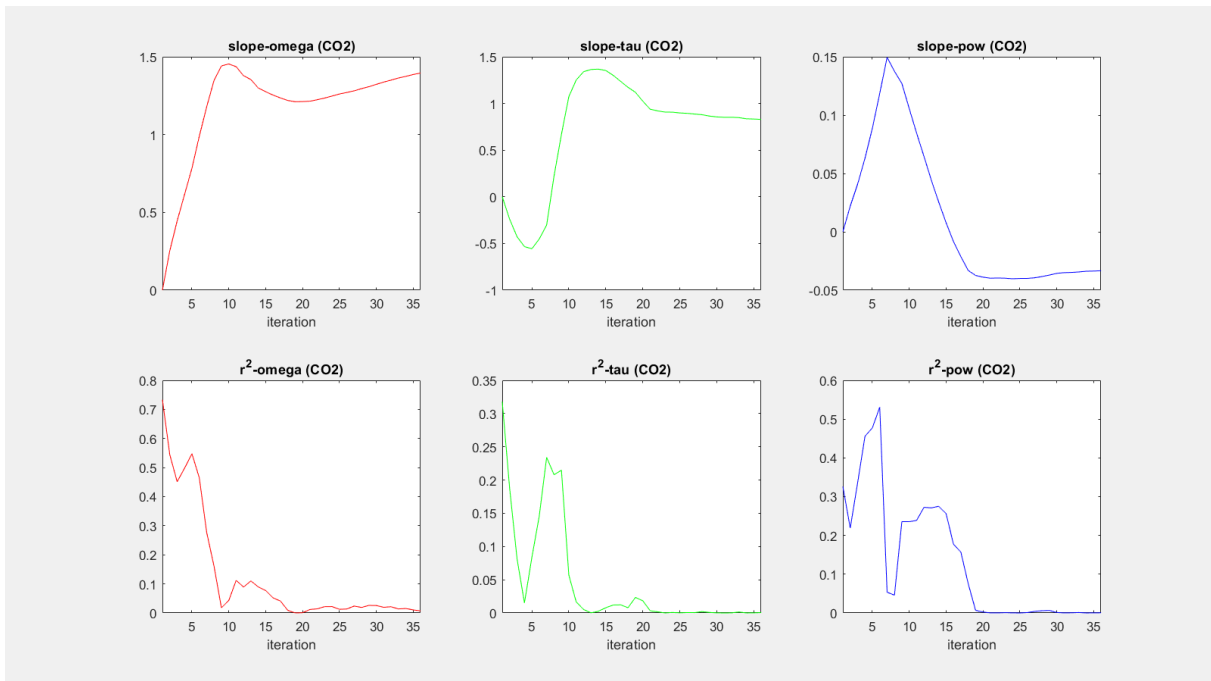 slope-omega (CO2)
1.5
1
0.5
0
5 10 15 20 25 30 35
iteration
slope-tau (CO2)
1.5
1
0.5
0
-0.5
-1
5 10 15 20 25 30 35
iteration
slope-pow (CO2)
0.15
0.1
0.05
0
-0.05
5 10 15 20 25 30 35
iteration
r²-omega (CO2)
0.8
0.7
0.6
0.5
0.4
0.3
0.2
0.1
0
5 10 15 20 25 30 35
iteration
r²-tau (CO2)
0.35
0.3
0.25
0.2
0.15
0.1
0.05
0
5 10 15 20 25 30 35
iteration
r²-pow (CO2)
0.6
0.5
0.4
0.3
0.2
0.1
0
5 10 15 20 25 30 35
iteration